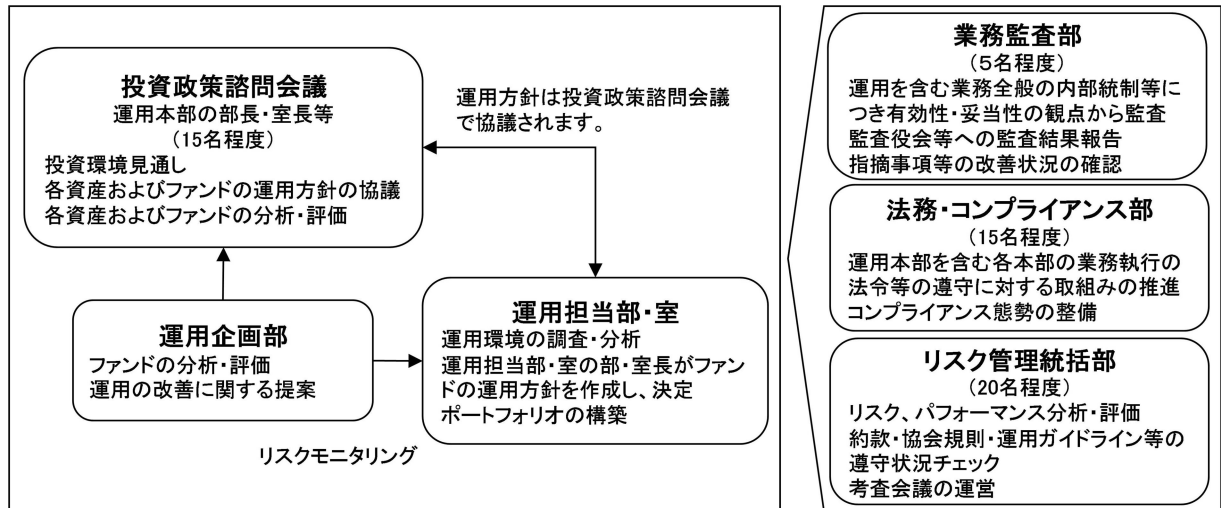 投資政策諮問会議
運用本部の部長・室長等
（15名程度）
投資環境見通し
各資産およびファンドの運用方針の協議
各資産およびファンドの分析・評価
運用方針は投資政策諮問会議
で協議されます。
運用企画部
ファンドの分析・評価
運用の改善に関する提案
運用担当部・室
運用環境の調査・分析
運用担当部・室の部・室長がファン
ドの運用方針を作成し、決定
ポートフォリオの構築
リスクモニタリング
業務監査部
（５名程度）
運用を含む業務全般の内部統制等に
つき有効性・妥当性の観点から監査
監査役会等への監査結果報告
指摘事項等の改善状況の確認
法務・コンプライアンス部
（15名程度）
運用本部を含む各本部の業務執行の
法令等の遵守に対する取組みの推進
コンプライアンス態勢の整備
リスク管理統括部
（20名程度）
リスク、パフォーマンス分析・評価
約款・協会規則・運用ガイドライン等の
遵守状況チェック
考査会議の運営